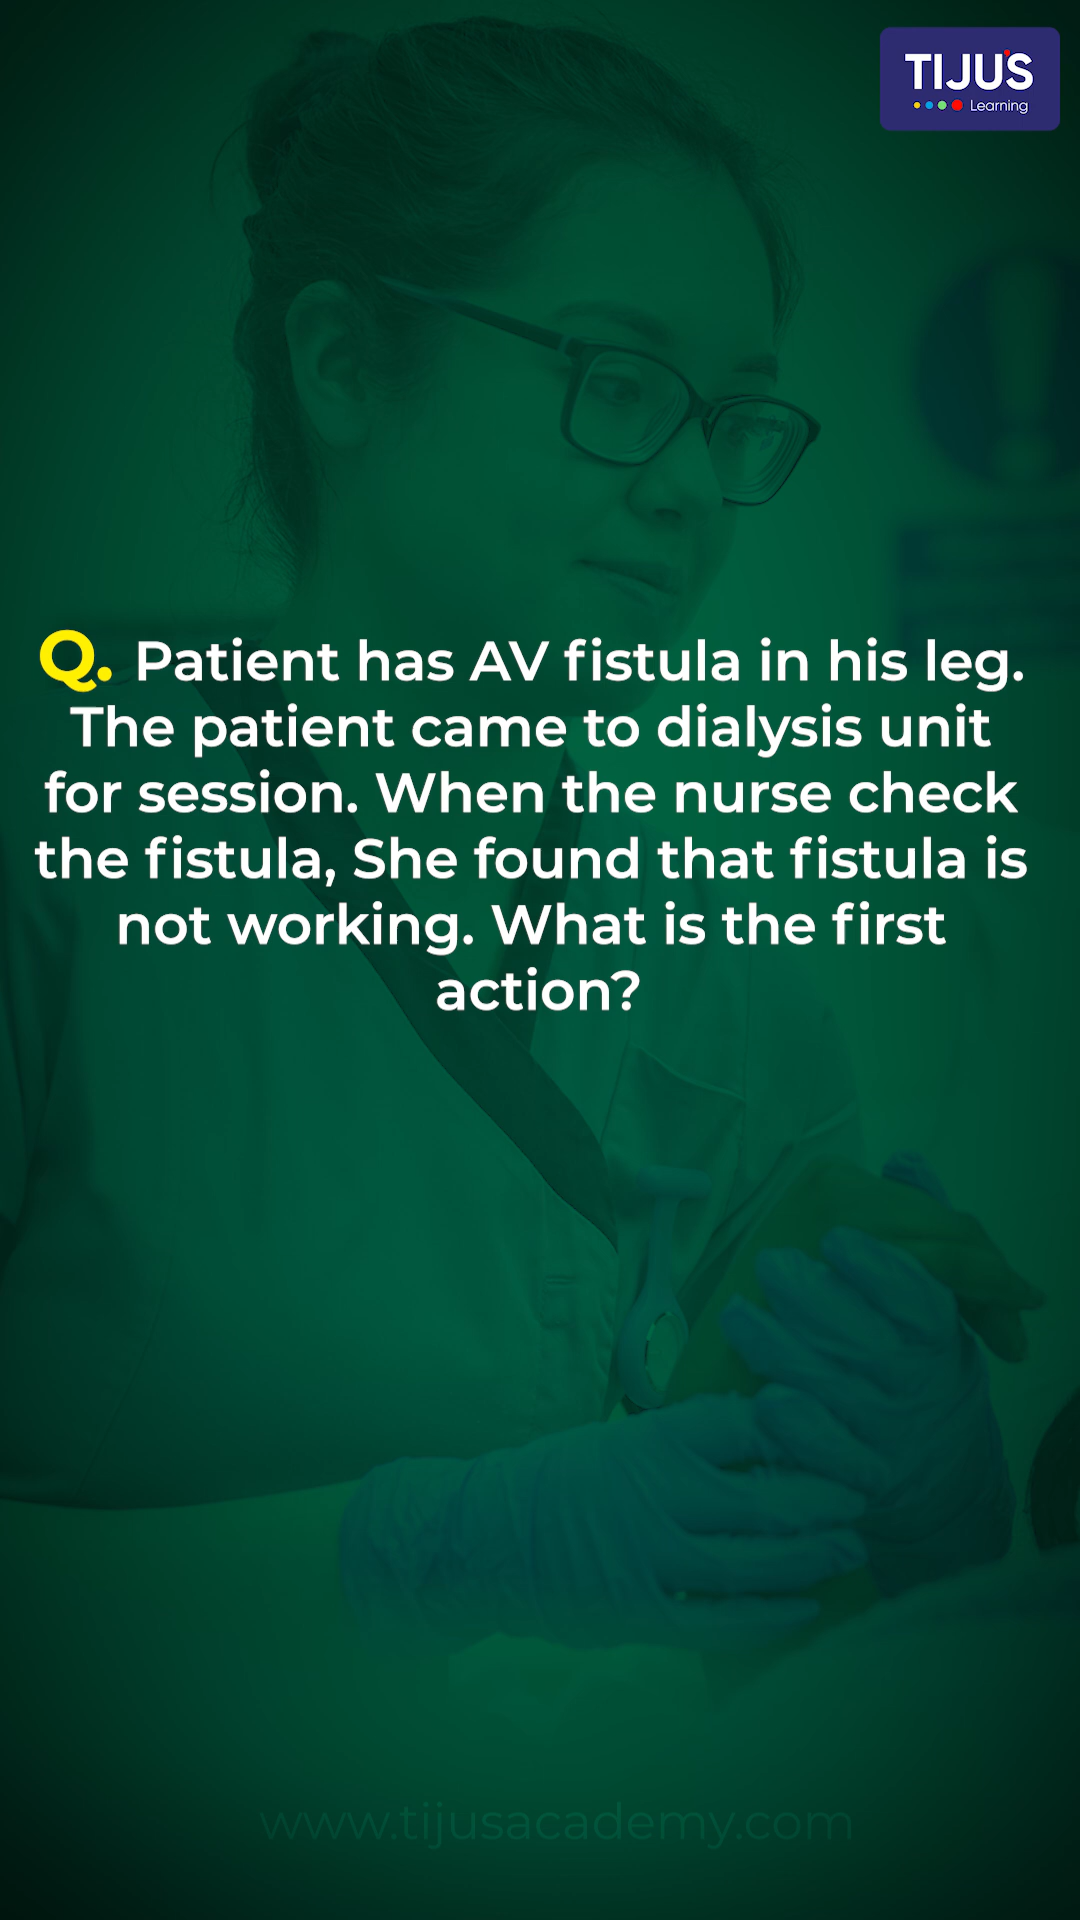 TIJU'S
Learning
Q. Patient has AV fistula in his leg.
The patient came to dialysis unit
for session. When the nurse check
the fistula, She found that fistula is
not working. What is the first
action?
www.tijusacademy.com